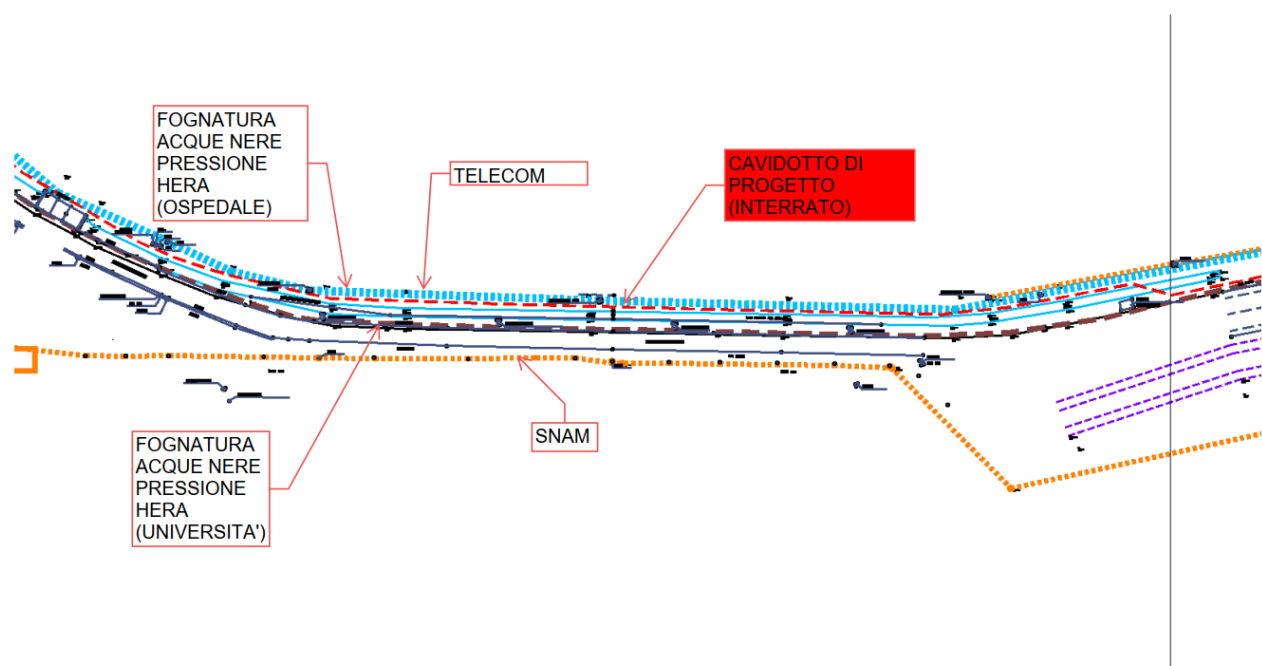 FOGNATURA
ACQUE NERE
PRESSIONE
HERA
(OSPEDALE)
TELECOM
CAVIDOTTO DI
PROGETTO
(INTERRATO)
FOGNATURA
ACQUE NERE
PRESSIONE
HERA
(UNIVERSITA')
SNAM